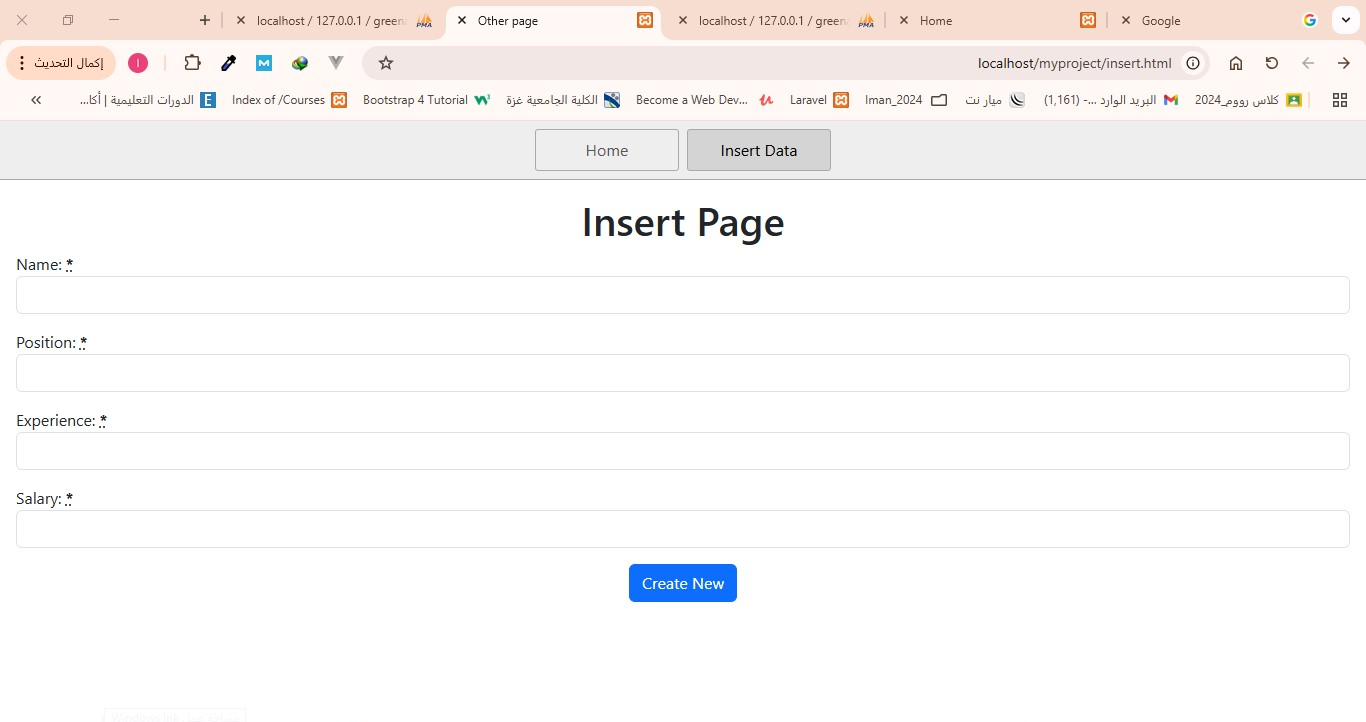 localhost / 127.0.0.1 / greena
PMA
Other page
localhost / 127.0.0.1 / green
PMA
Home
Google
إكمال التحديث
I
M
localhost/myproject/insert.html
الدورات التعليمية | أكا...
E
Index of /Courses
Bootstrap 4 Tutorial
الكلية الجامعية غزة
Become a Web Dev...
Laravel
Iman_2024
ميار نت
البريد الوارد ...- (1,161)
كلاس رووم_2024
Home
Insert Data
Insert Page
Name: *
Position: *
Experience: *
Salary: *
Create New